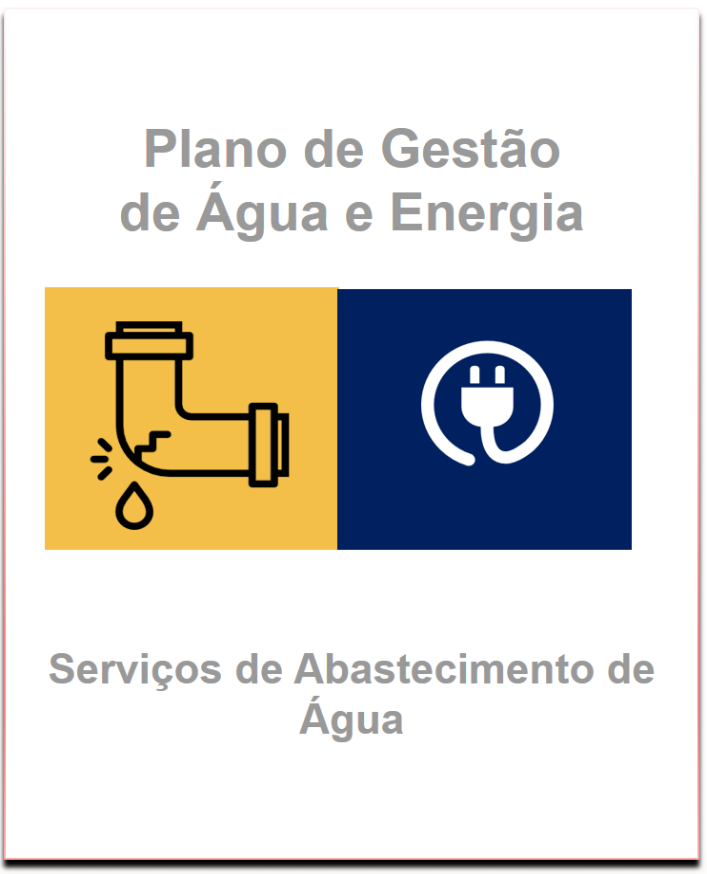 Plano de Gestão
de Água e Energia
Serviços de Abastecimento de
Água